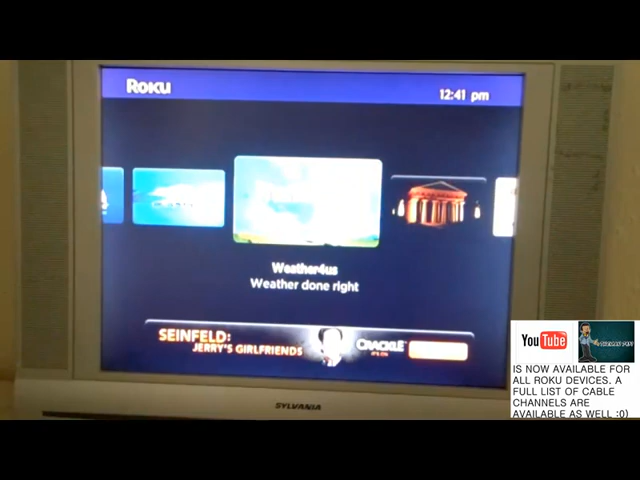 ROKU
12:41 pm
Weather4us
Weather done right
SEINFELD:
JERRY'S GIRLFRIENDS
CRACKLE
SYLVANIA
YouTube
IS NOW AVAILABLE FOR
ALL ROKU DEVICES. A
FULL LIST OF CABLE
CHANNELS ARE
AVAILABLE AS WELL :0)